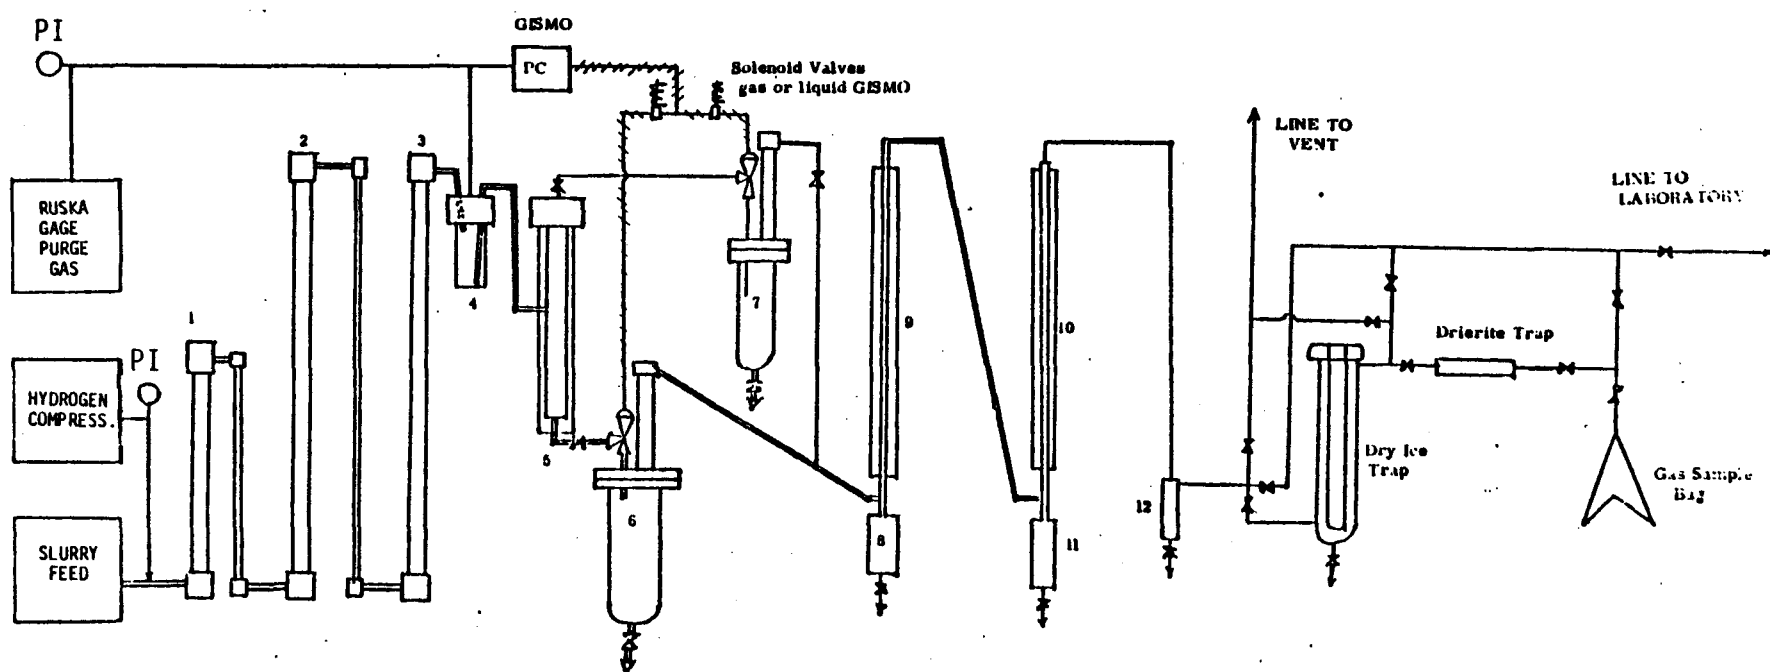 PI
GISMO
PC
Solenoid Valves
gas or liquid GISMO
RUSKA
GAGE
PURGE
GAS
2
3
4
1
PI
HYDROGEN
COMPRESS.
SLURRY
FEED
5
6
7
8
9
10
11
12
LINE TO
VENT
LINE TO
LABORATORY
Drierite Trap
Dry Ice
Trap
Gas Sample
Bag